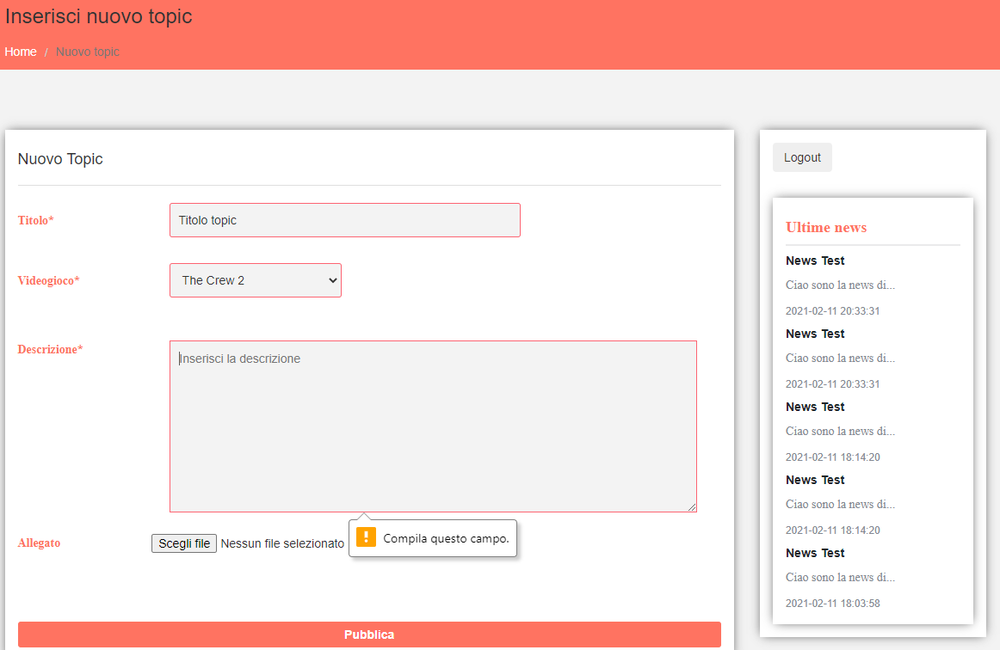 Inserisci nuovo topic
Home / Nuovo topic
Nuovo Topic
Titolo*
Titolo topic
Videogioco*
The Crew 2
Descrizione*
Inserisci la descrizione
Compila questo campo.
Allegato
Scegli file Nessun file selezionato
Pubblica
Logout
Ultime news
News Test
Ciao sono la news di...
2021-02-11 20:33:31
News Test
Ciao sono la news di...
2021-02-11 20:33:31
News Test
Ciao sono la news di...
2021-02-11 18:14:20
News Test
Ciao sono la news di...
2021-02-11 18:14:20
News Test
Ciao sono la news di...
2021-02-11 18:03:58